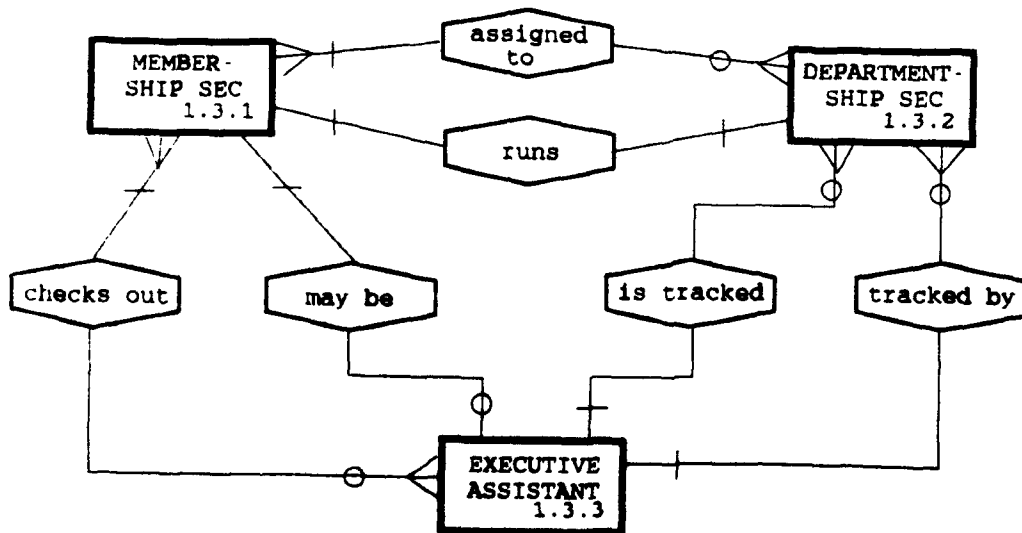 assigned
to
MEMBER-
SHIP SEC
1.3.1
DEPARTMENT-
SHIP SEC
1.3.2
runs
checks out
may be
is tracked
tracked by
EXECUTIVE
ASSISTANT
1.3.3